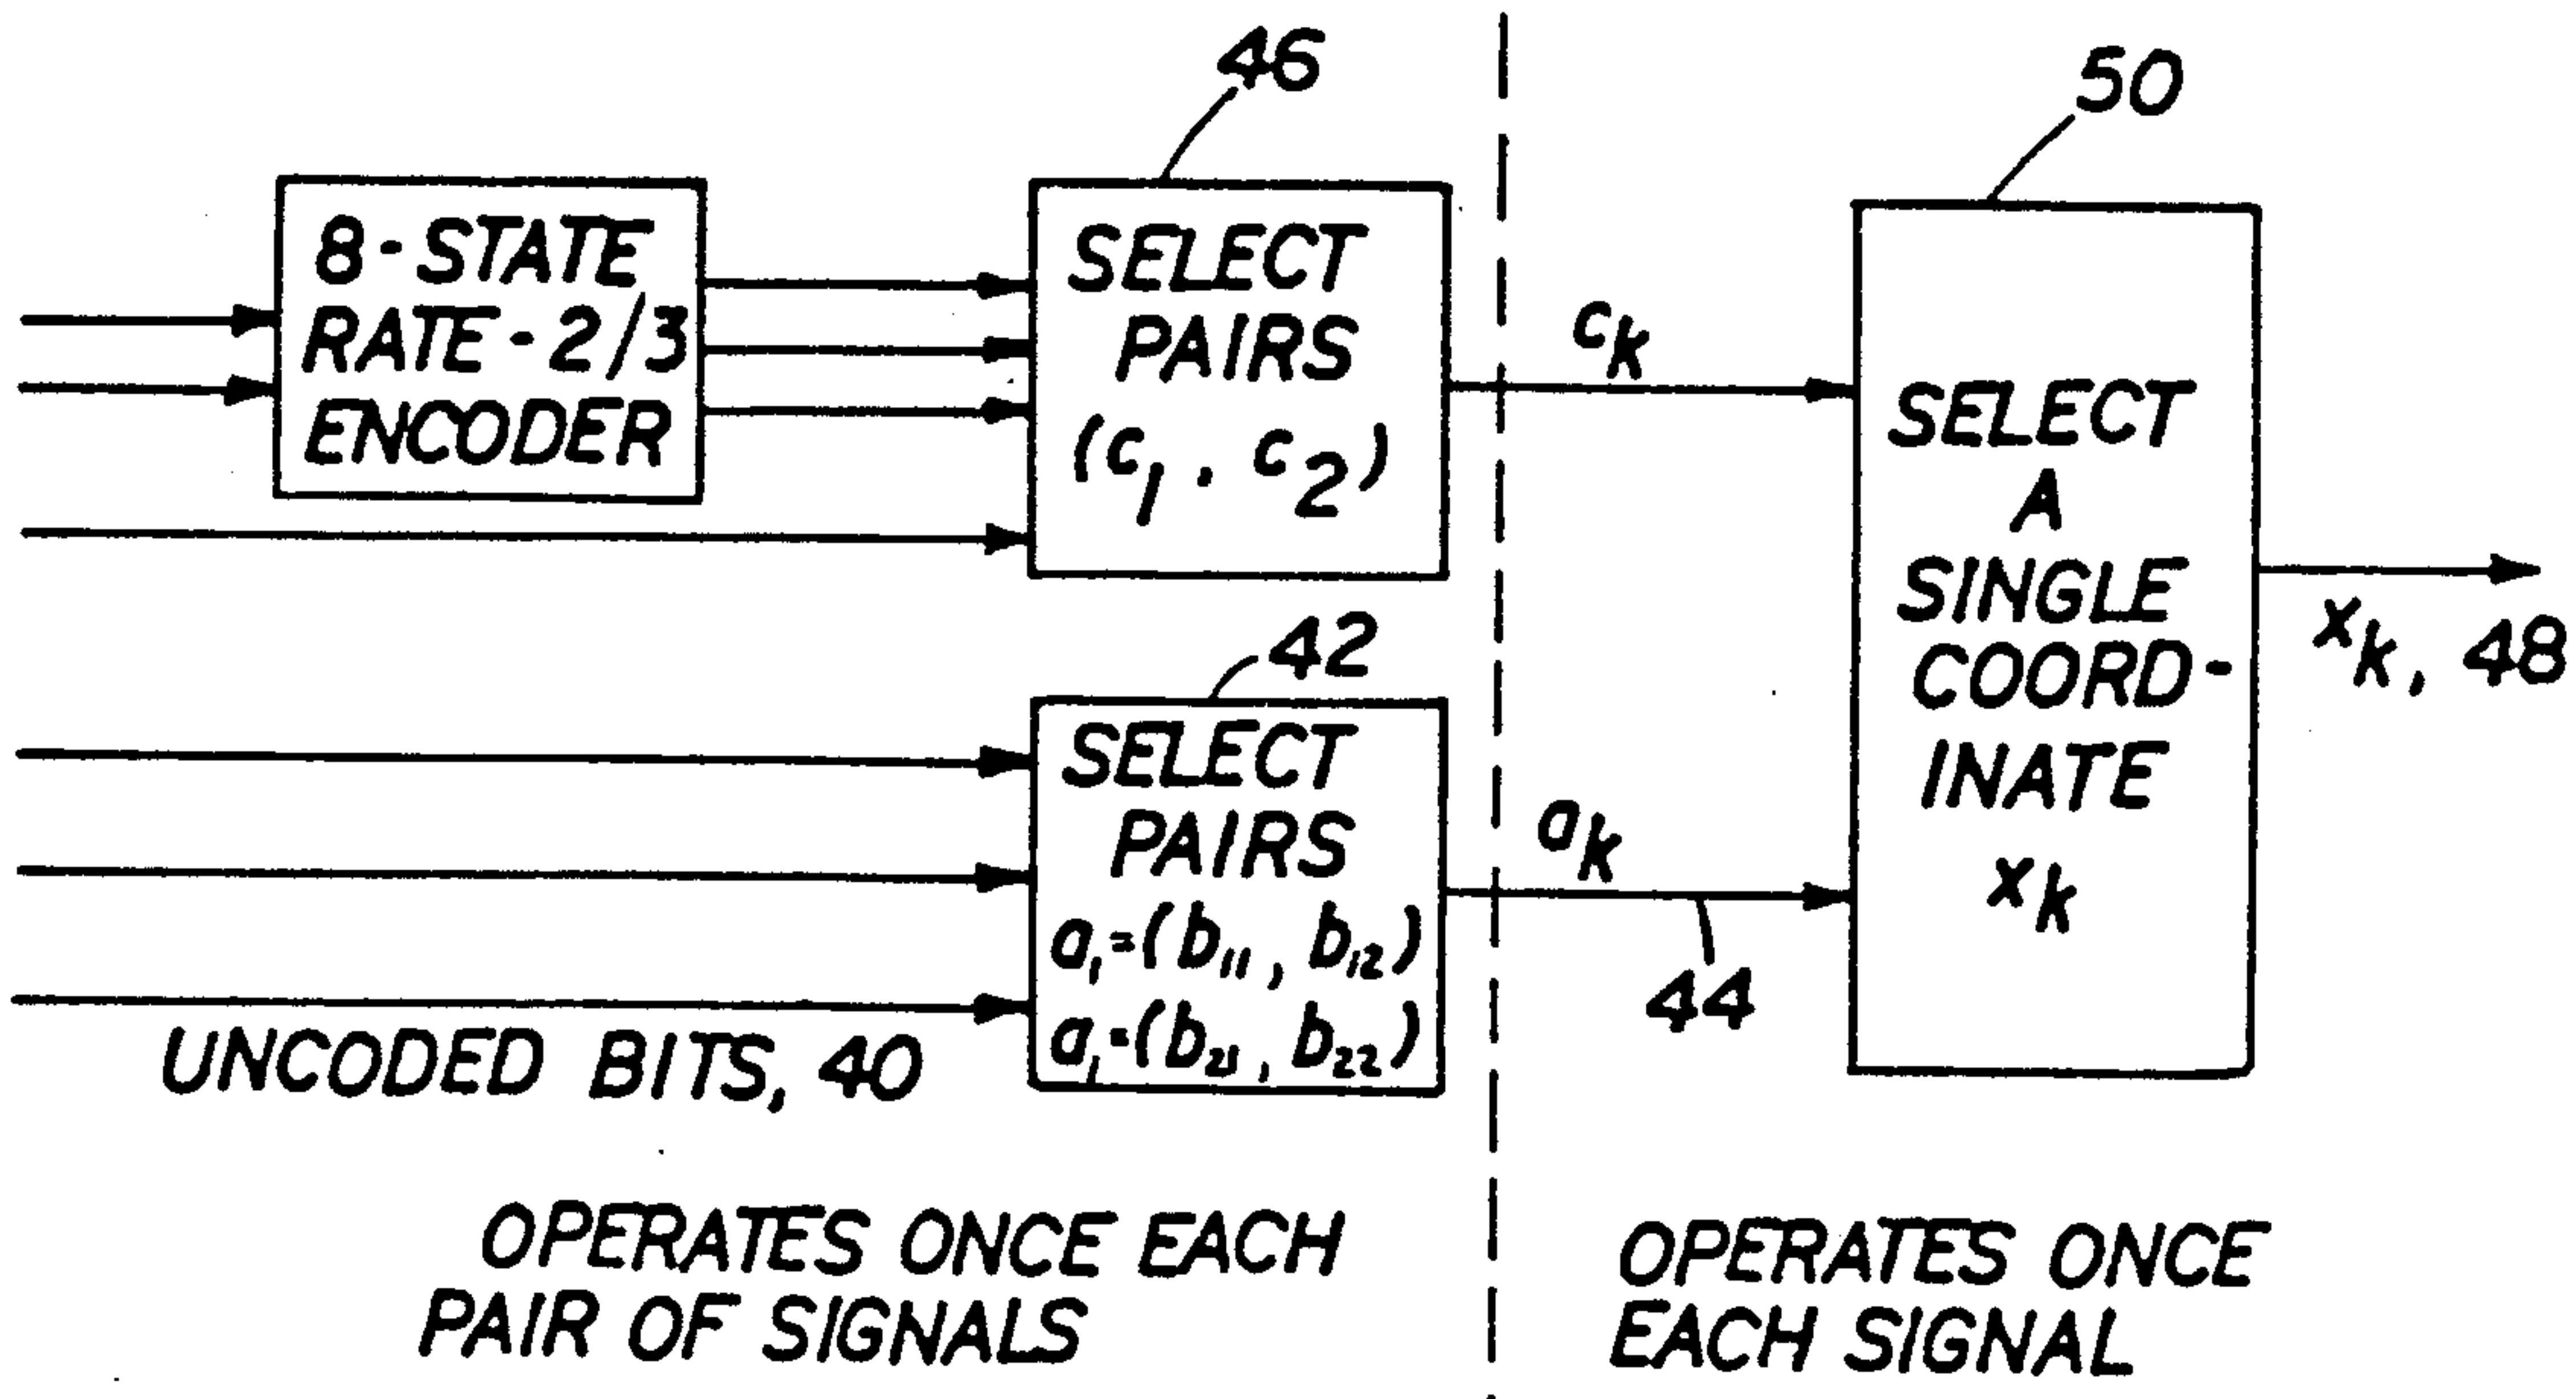 46
50
8-STATE
RATE-2/3
ENCODER
SELECT
PAIRS
(c1 . c2)
ck
SELECT
A
SINGLE
COORD-
INATE
xk
xk, 48
42
SELECT
PAIRS
a1=(b11, b12)
a1=(b21, b22)
ak
44
UNCODED BITS, 40
OPERATES ONCE EACH
PAIR OF SIGNALS
OPERATES ONCE
EACH SIGNAL